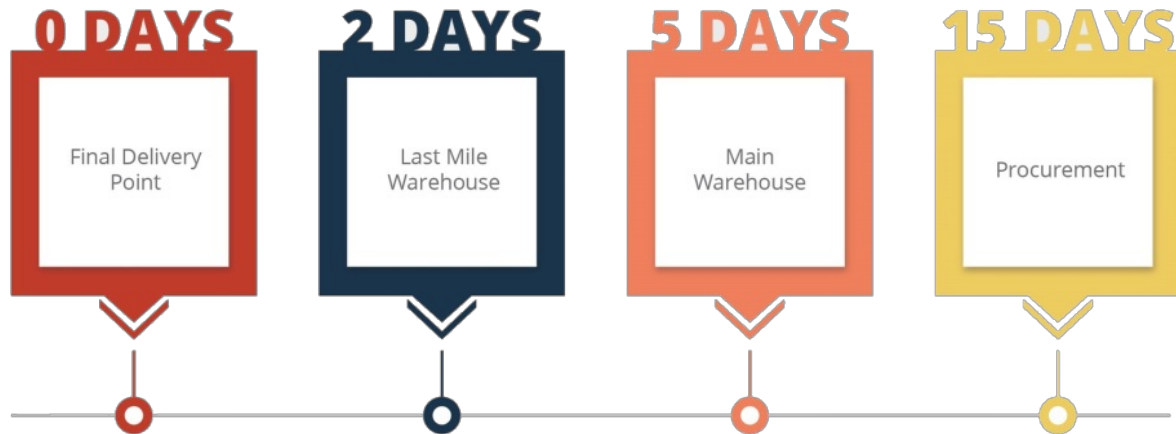 0 DAYS
Final Delivery
Point
2 DAYS
Last Mile
Warehouse
5 DAYS
Main
Warehouse
15 DAYS
Procurement